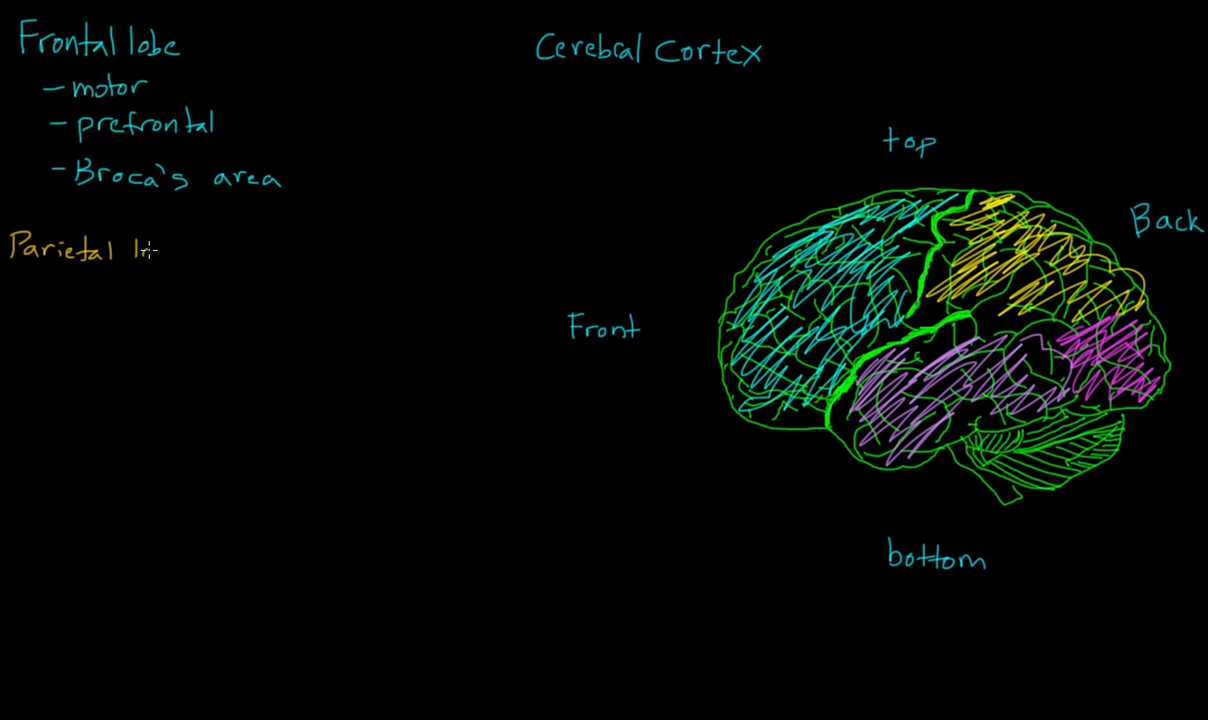 Frontal lobe
- motor
- prefrontal
- Broca's area
Parietal
Cerebral Cortex
top
Back
Front
bottom